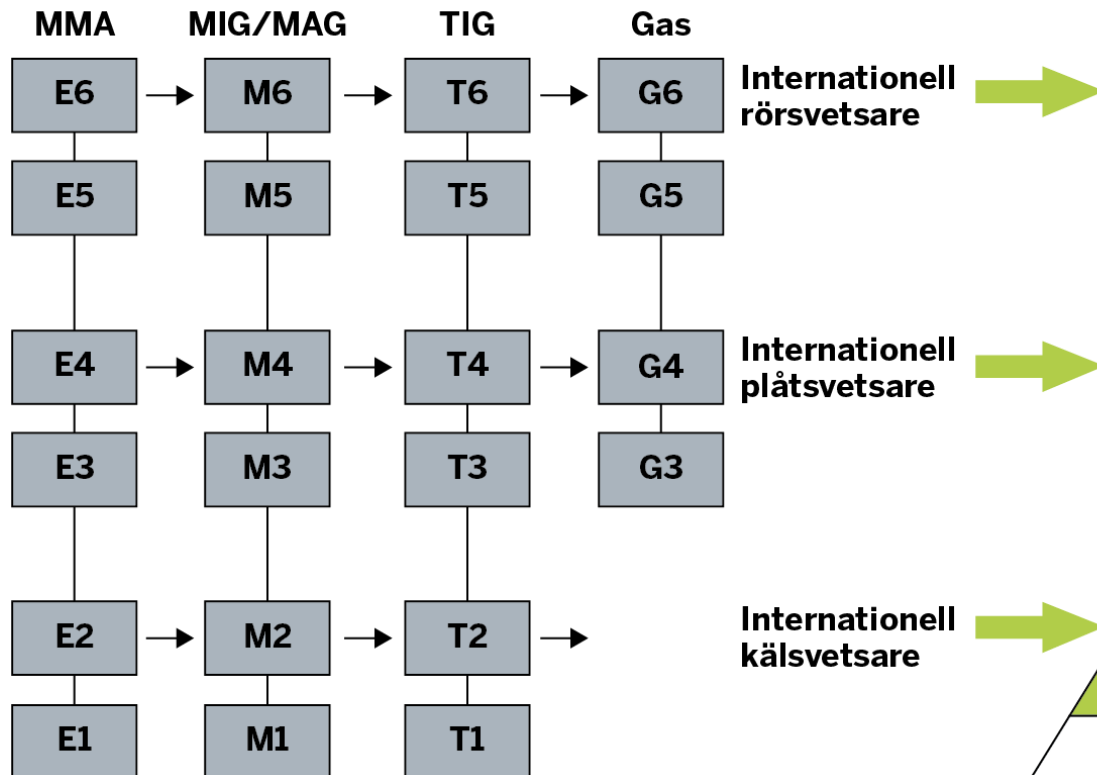 MMA MIG/MAG TIG Gas
E6 M6 T6 G6 Internationell
rörsvetsare
E5 M5 T5 G5
E4 M4 T4 G4 Internationell
plåtsvetsare
E3 M3 T3 G3
E2 M2 T2 Internationell
kälsvetsare
E1 M1 T1